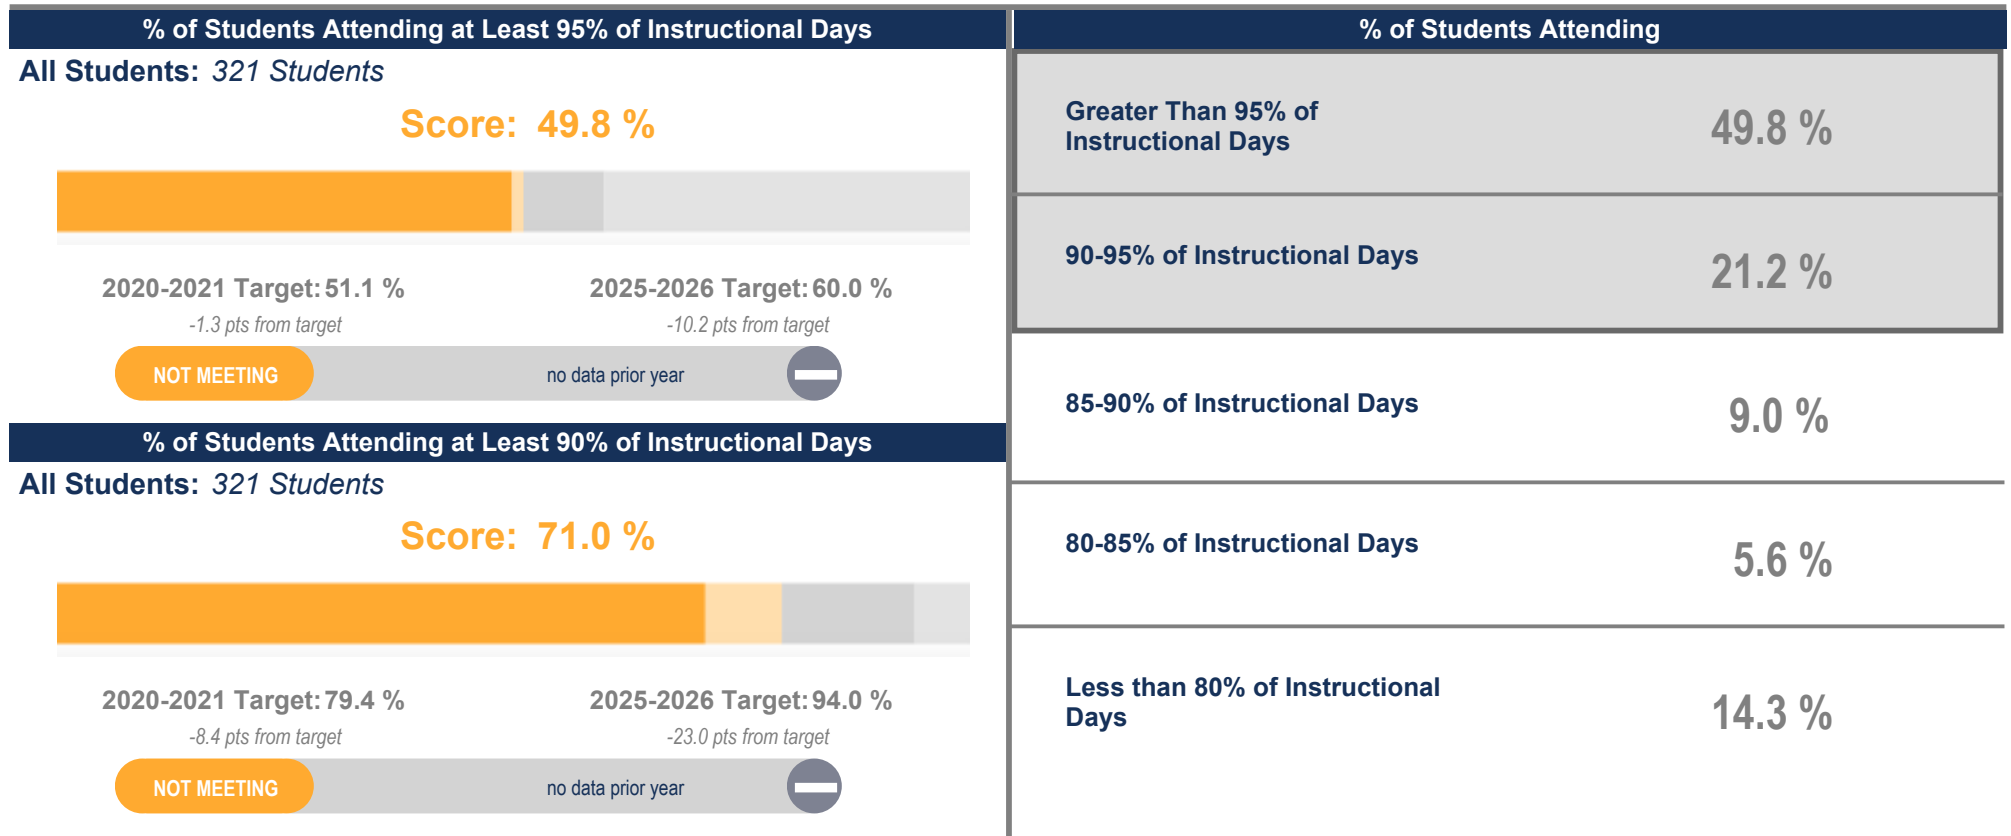 % of Students Attending at Least 95% of Instructional Days
All Students: 321 Students
Score: 49.8 %
2020-2021 Target: 51.1 %
2025-2026 Target: 60.0 %
-1.3 pts from target
-10.2 pts from target
NOT MEETING
no data prior year
% of Students Attending at Least 90% of Instructional Days
All Students: 321 Students
Score: 71.0 %
2020-2021 Target: 79.4 %
2025-2026 Target: 94.0 %
-8.4 pts from target
-23.0 pts from target
NOT MEETING
no data prior year
% of Students Attending
Greater Than 95% of
Instructional Days
49.8 %
90-95% of Instructional Days
21.2 %
85-90% of Instructional Days
9.0 %
80-85% of Instructional Days
5.6 %
Less than 80% of Instructional
Days
14.3 %